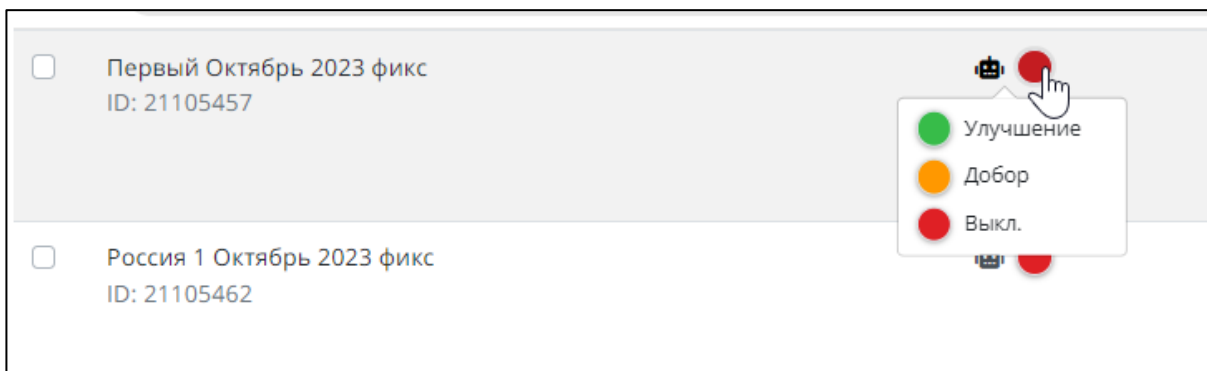 Первый Октябрь 2023 фикс
ID: 21105457
Улучшение
Добор
Выкл.
Россия 1 Октябрь 2023 фикс
ID: 21105462